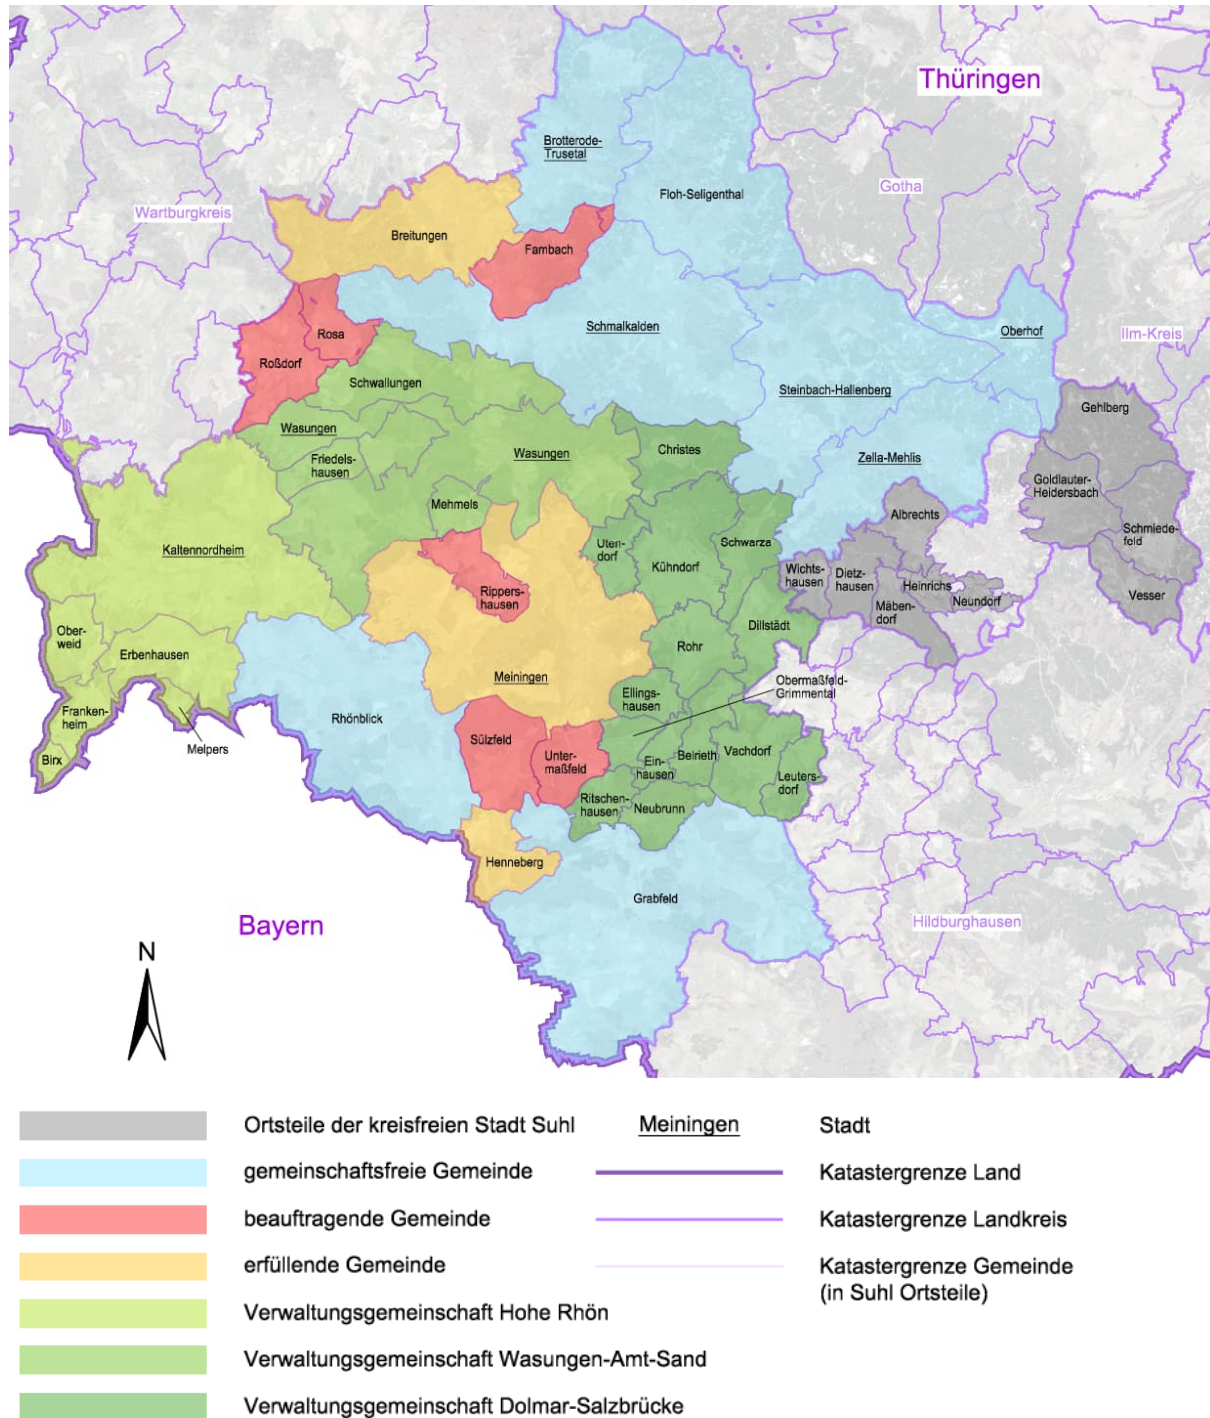 Thüringen
Brotterode-
Trusetal
Floh-Seligenthal
Gotha
Wartburgkreis
Breitungen
Fambach
Schmalkalden
Oberhof
Ilm-Kreis
Rosa
Roßdorf
Schwallungen
Steinbach-Hallenberg
Gehlberg
Wasungen
Friedels-
hausen
Wasungen
Christes
Zella-Mehlis
Goldlauter-
Heidersbach
Mehmels
Albrechts
Schmiede-
feld
Kaltennordheim
Uten-
dorf
Schwarza
Kühndorf
Wichts-
hausen
Dietz-
hausen
Heinrichs
Neundorf
Vesser
Rippers-
hausen
Mäben-
dorf
Dillstädt
Ober-
weid
Erbenhausen
Rohr
Meiningen
Obermaßfeld-
Grimmental
Ellings-
hausen
Franken-
heim
Rhönblick
Melpers
Birx
Sülzfeld
Unter-
maßfeld
Ein-
hausen
Belrieth
Vachdorf
Leuters-
dorf
Ritschen-
hausen
Neubrunn
Henneberg
Grabfeld
Hildburghausen
Bayern
N
Ortsteile der kreisfreien Stadt Suhl
gemeinschaftsfreie Gemeinde
beauftragende Gemeinde
erfüllende Gemeinde
Verwaltungsgemeinschaft Hohe Rhön
Verwaltungsgemeinschaft Wasungen-Amt-Sand
Verwaltungsgemeinschaft Dolmar-Salzbrücke
Meiningen
Stadt
Katastergrenze Land
Katastergrenze Landkreis
Katastergrenze Gemeinde
(in Suhl Ortsteile)